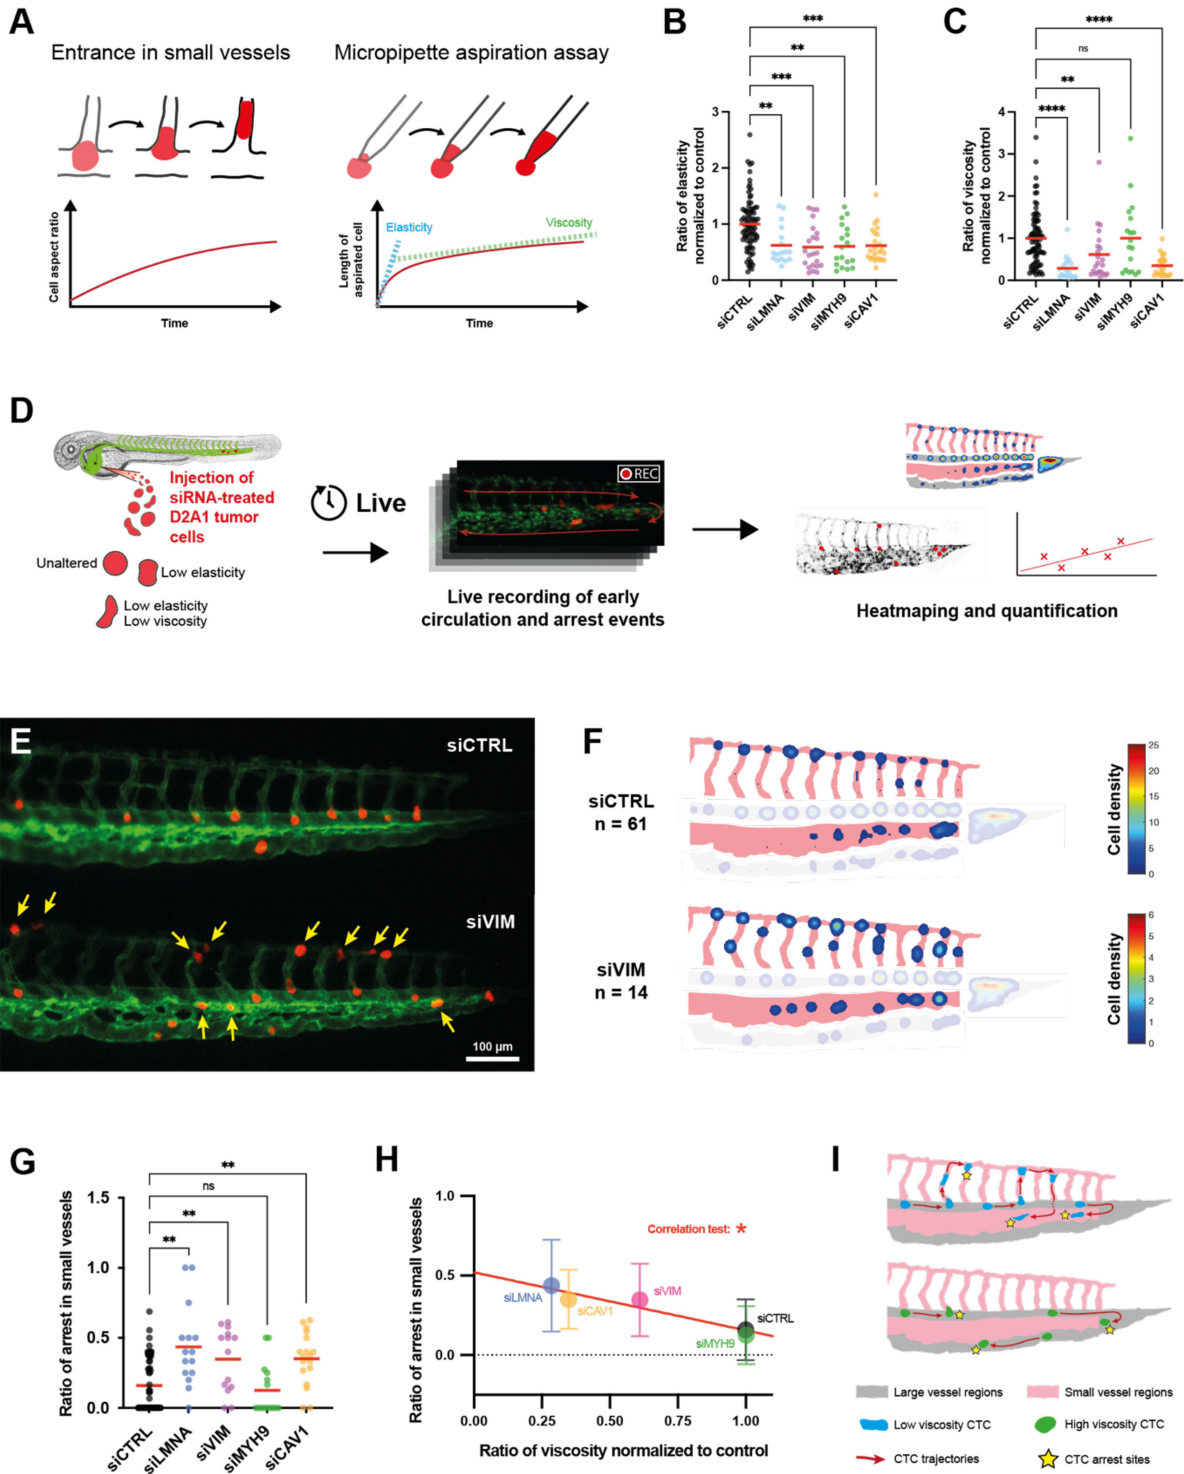 A
Entrance in small vessels
Micropipette aspiration assay
Cell aspect ratio
Time
Length of
aspirated cell
Elasticity
Viscosity
Time
B
***
**
***
**
Ratio of elasticity
normalized to control
3
2
1
0
siCTRL
siLMNA
siVIM
siMYH9
siCAV1
C
****
ns
**
****
Ratio of viscosity
normalized to control
4
3
2
1
0
siCTRL
siLMNA
siVIM
siMYH9
siCAV1
D
Injection of
siRNA-treated
D2A1 tumor
cells
Unaltered
Low elasticity
Low elasticity
Low viscosity
Live
REC
Live recording of early
circulation and arrest events
Heatmaping and quantification
E
siCTRL
siVIM
100 µm
F
siCTRL
n = 61
Cell density
25
20
15
10
5
0
siVIM
n = 14
Cell density
6
5
4
3
2
1
0
G
**
ns
**
**
Ratio of arrest in small vessels
1.5
1.0
0.5
0.0
siCTRL
siLMNA
siVIM
siMYH9
siCAV1
H
Ratio of arrest in small vessels
1.0
0.5
0.0
Correlation test: *
siLMNA
siCAV1
siVIM
siCTRL
siMYH9
0.00
0.25
0.50
0.75
1.00
Ratio of viscosity normalized to control
I
Large vessel regions
Small vessel regions
Low viscosity CTC
High viscosity CTC
CTC trajectories
CTC arrest sites